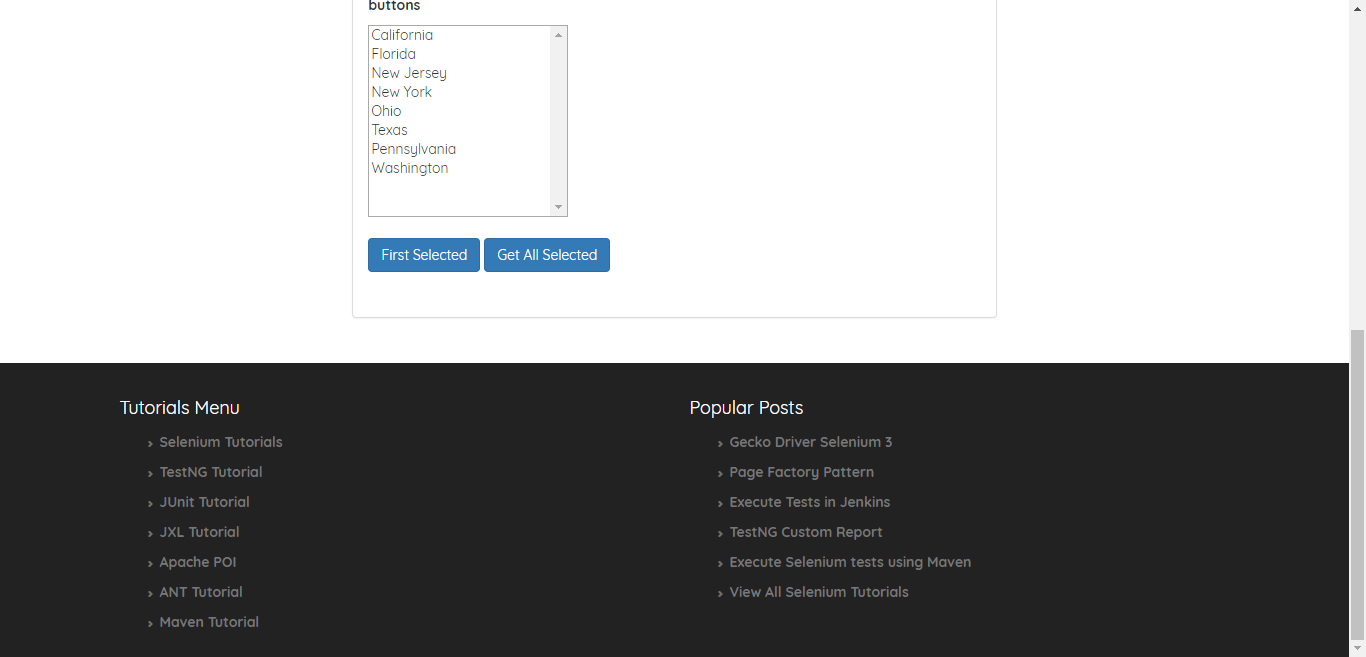 buttons
California
Florida
New Jersey
New York
Ohio
Texas
Pennsylvania
Washington
First Selected Get All Selected
Tutorials Menu
Selenium Tutorials
TestNG Tutorial
JUnit Tutorial
JXL Tutorial
Apache POI
ANT Tutorial
Maven Tutorial
Popular Posts
Gecko Driver Selenium 3
Page Factory Pattern
Execute Tests in Jenkins
TestNG Custom Report
Execute Selenium tests using Maven
View All Selenium Tutorials